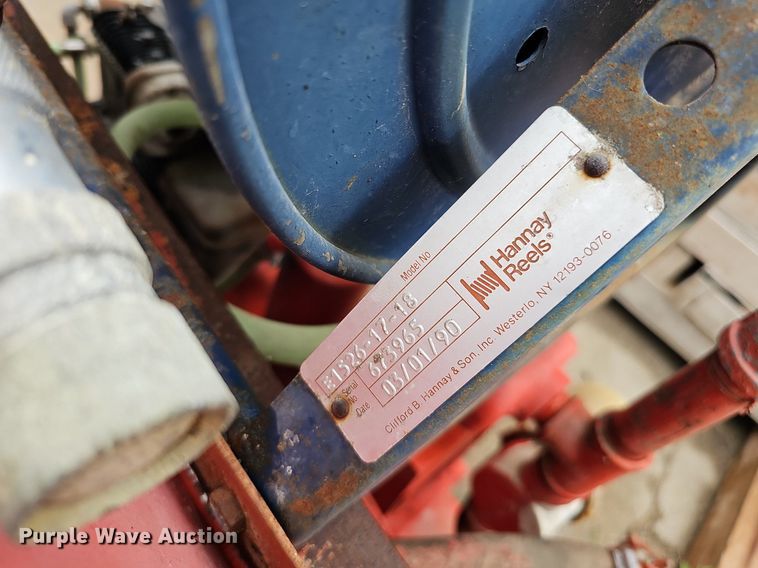 Model No
E1526-17-18
Serial
No
673965
Date
03/01/90
Hannay
Reels®
Clifford B. Hannay & Son, Inc Westerlo, NY 12193-0076
Purple Wave Auction